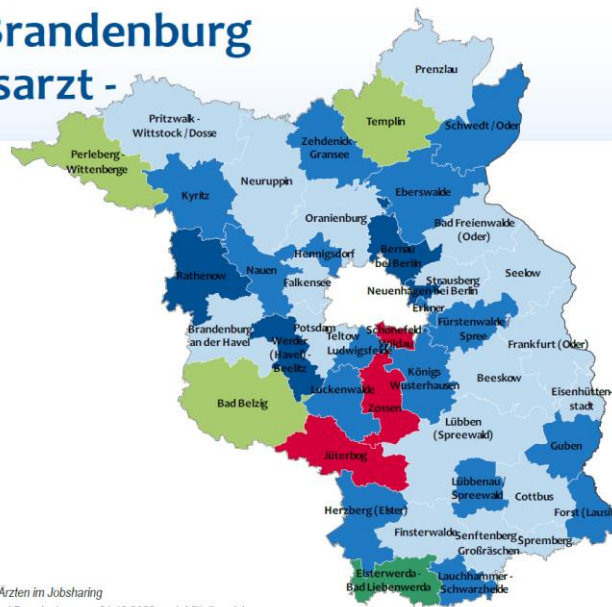 Brandenburg
sarzt -
Prenzlau
Pritzwalk -
Wittstock / Dosse
Templin
Schwedt / Oder
Zehdenick
Gransee
Perleberg -
Wittenberge
Kyritz
Neuruppin
Eberswalde
Oranienburg
Bad Freienwalde
(Oder)
Hennigsdorf
Bernau
bei Berlin
Rathenow
Nauen
Falkensee
Strausberg
Seelow
Neuenhagen bei Berlin
Erkner
Brandenburg
an der Havel
Potsdam
Werder
(Havel) -
Beelitz
Teltow
Ludwigsfelde
Schönefeld -
Wildau
Fürstenwalde /
Spree
Frankfurt (Oder)
Königs
Wusterhausen
Beeskow
Eisenhütten-
stadt
Bad Belzig
Luckenwalde
Zossen
Lübben
(Spreewald)
Jüterbog
Guben
Lübbenau /
Spreewald
Cottbus
Herzberg (Elster)
Forst (Lausi
Finsterwalde
Senftenberg
Großräschen
Spremberg
Elsterwerda -
Bad Liebenwerda
Lauchhammer -
Schwarzheide
Ärzten im Jobsharing